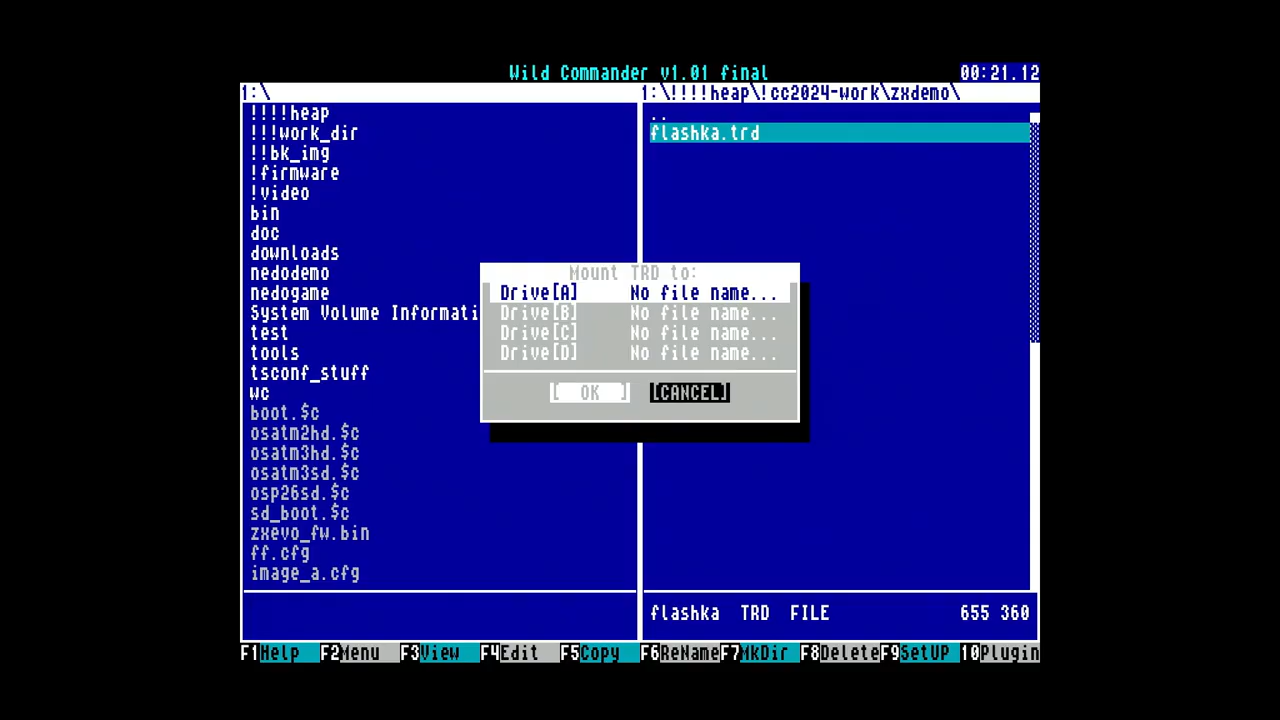 Wild Commander v1.01 final 00:21.12
1:\ 1:\!!!!heap\!cc2024-work\zxdemo\
!!!!heap ..
!!!work_dir flashka.trd
!!bk_img
!firmware
!video
bin
doc
downloads
nedodemo
nedogame
System Volume Informati
test
tools
tsconf_stuff
wc
boot.$c
osatm2hd.$c
osatm3hd.$c
osatm3sd.$c
osp26sd.$c
sd_boot.$c
zxevo_fw.bin
ff.cfg
image_a.cfg
Mount TRD to:
Drive[A] No file name...
Drive[B] No file name...
Drive[C] No file name...
Drive[D] No file name...
[ OK ] [CANCEL]
flashka TRD FILE 655 360
F1Help F2Menu F3View F4Edit F5Copy F6ReName F7MkDir F8Delete F9SetUP 10Plugin